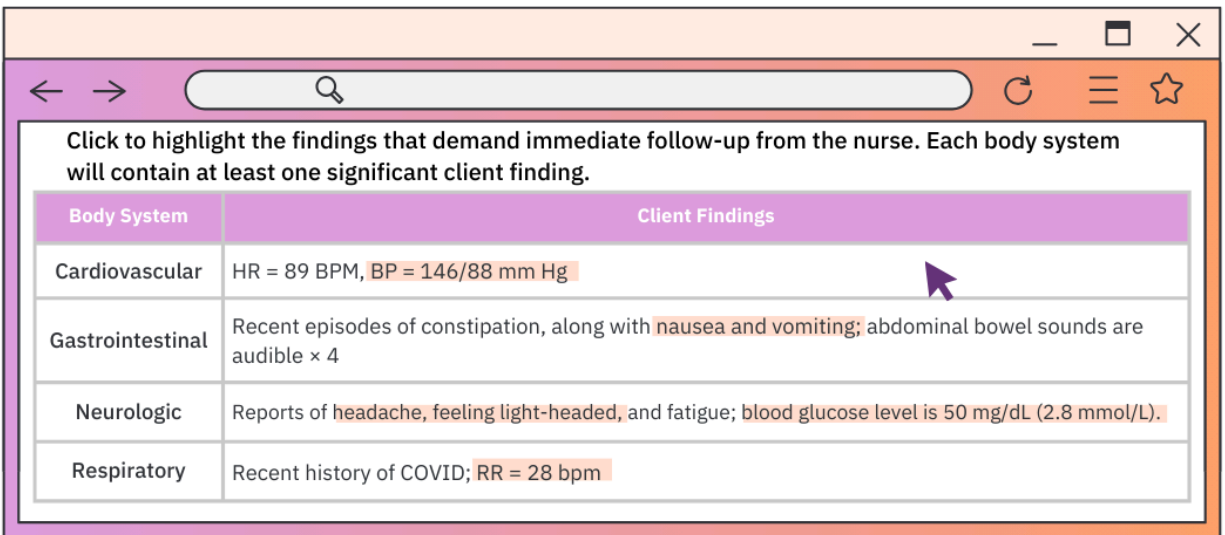 Click to highlight the findings that demand immediate follow-up from the nurse. Each body system
will contain at least one significant client finding.
Body System Client Findings
Cardiovascular HR = 89 BPM, BP = 146/88 mm Hg
Gastrointestinal Recent episodes of constipation, along with nausea and vomiting; abdominal bowel sounds are
audible × 4
Neurologic Reports of headache, feeling light-headed, and fatigue; blood glucose level is 50 mg/dL (2.8 mmol/L).
Respiratory Recent history of COVID; RR = 28 bpm